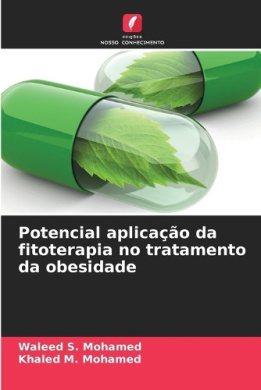 edições
NOSSO CONHECIMENTO
Potencial aplicação da
fitoterapia no tratamento
da obesidade
Waleed S. Mohamed
Khaled M. Mohamed